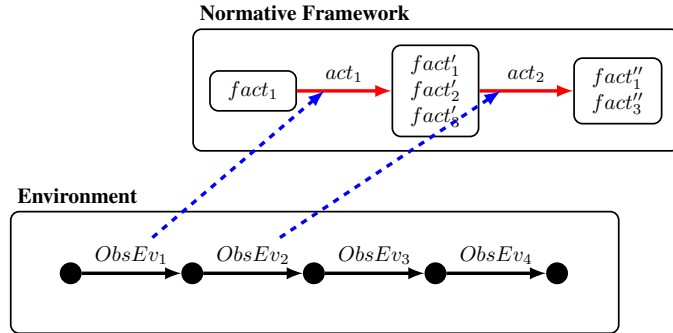 Normative Framework
fact₁
act₁
fact′₁
fact′₂
fact′₃
act₂
fact″₁
fact″₃
Environment
ObsEv₁ ObsEv₂ ObsEv₃ ObsEv₄